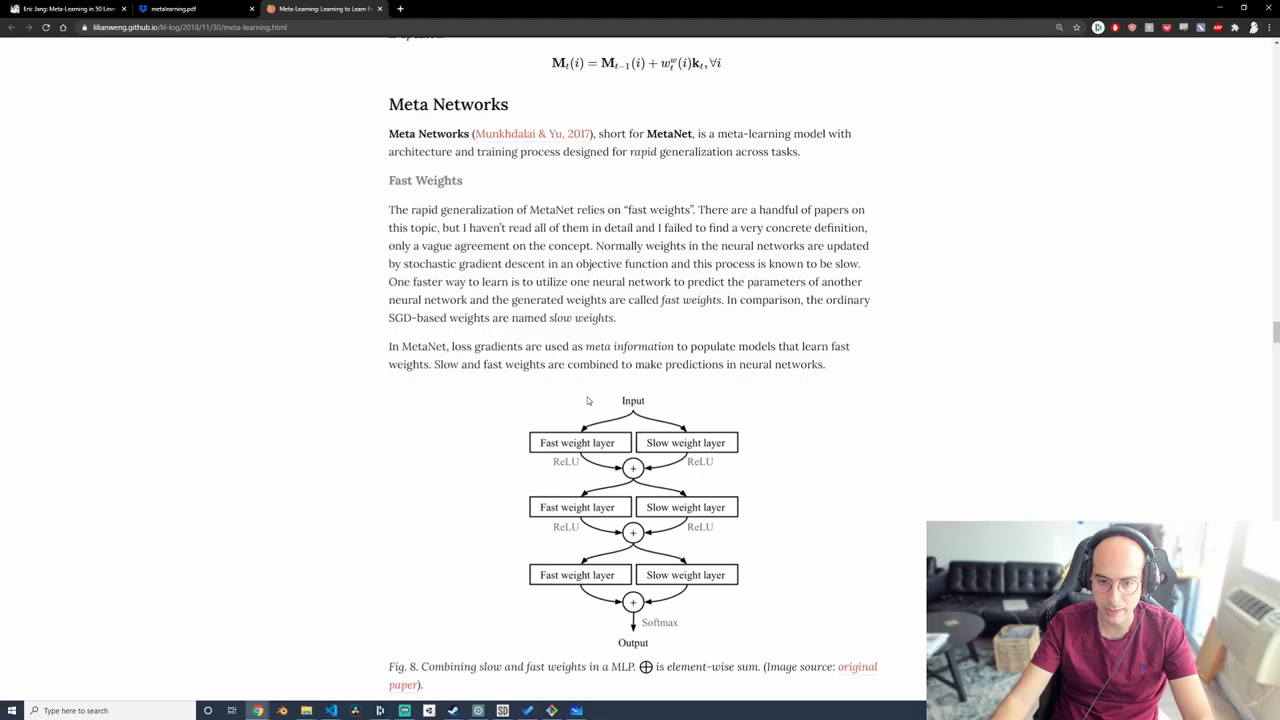 Eric Jang: Meta-Learning in 50 Lines
metalearning.pdf
Meta-Learning: Learning to Learn F
lilianweng.github.io/lil-log/2018/11/30/meta-learning.html
is updated.
M_t(i) = M_{t−1}(i) + w_t^w(i)k_t, ∀i
Meta Networks
Meta Networks (Munkhdalai & Yu, 2017), short for MetaNet, is a meta-learning model with
architecture and training process designed for rapid generalization across tasks.
Fast Weights
The rapid generalization of MetaNet relies on “fast weights”. There are a handful of papers on
this topic, but I haven’t read all of them in detail and I failed to find a very concrete definition,
only a vague agreement on the concept. Normally weights in the neural networks are updated
by stochastic gradient descent in an objective function and this process is known to be slow.
One faster way to learn is to utilize one neural network to predict the parameters of another
neural network and the generated weights are called fast weights. In comparison, the ordinary
SGD-based weights are named slow weights.
In MetaNet, loss gradients are used as meta information to populate models that learn fast
weights. Slow and fast weights are combined to make predictions in neural networks.
Input
Fast weight layer Slow weight layer
ReLU ReLU
+
Fast weight layer Slow weight layer
ReLU ReLU
+
Fast weight layer Slow weight layer
+
Softmax
Output
Fig. 8. Combining slow and fast weights in a MLP. ⨁ is element-wise sum. (Image source: original
paper).
Type here to search